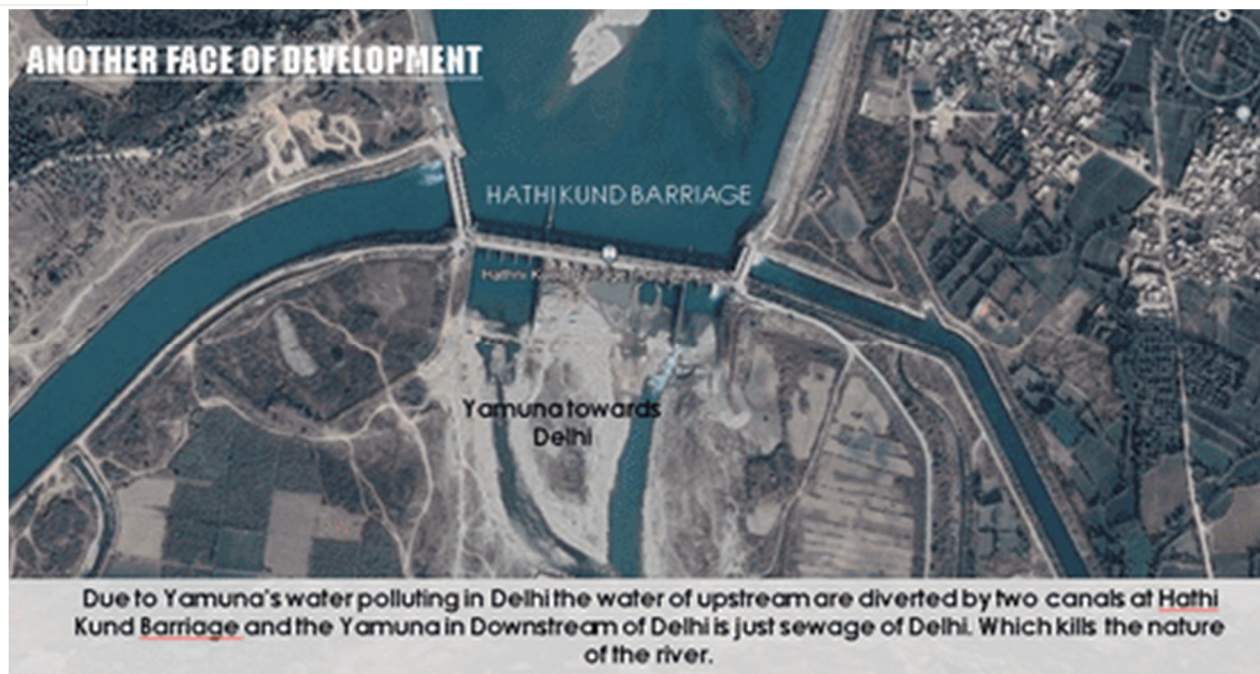 ANOTHER FACE OF DEVELOPMENT
HATHI KUND BARRIAGE
Hathni
Yamuna towards
Delhi
Due to Yamuna's water polluting in Delhi the water of upstream are diverted by two canals at Hathi
Kund Barriage and the Yamuna in Downstream of Delhi is just sewage of Delhi. Which kills the nature
of the river.